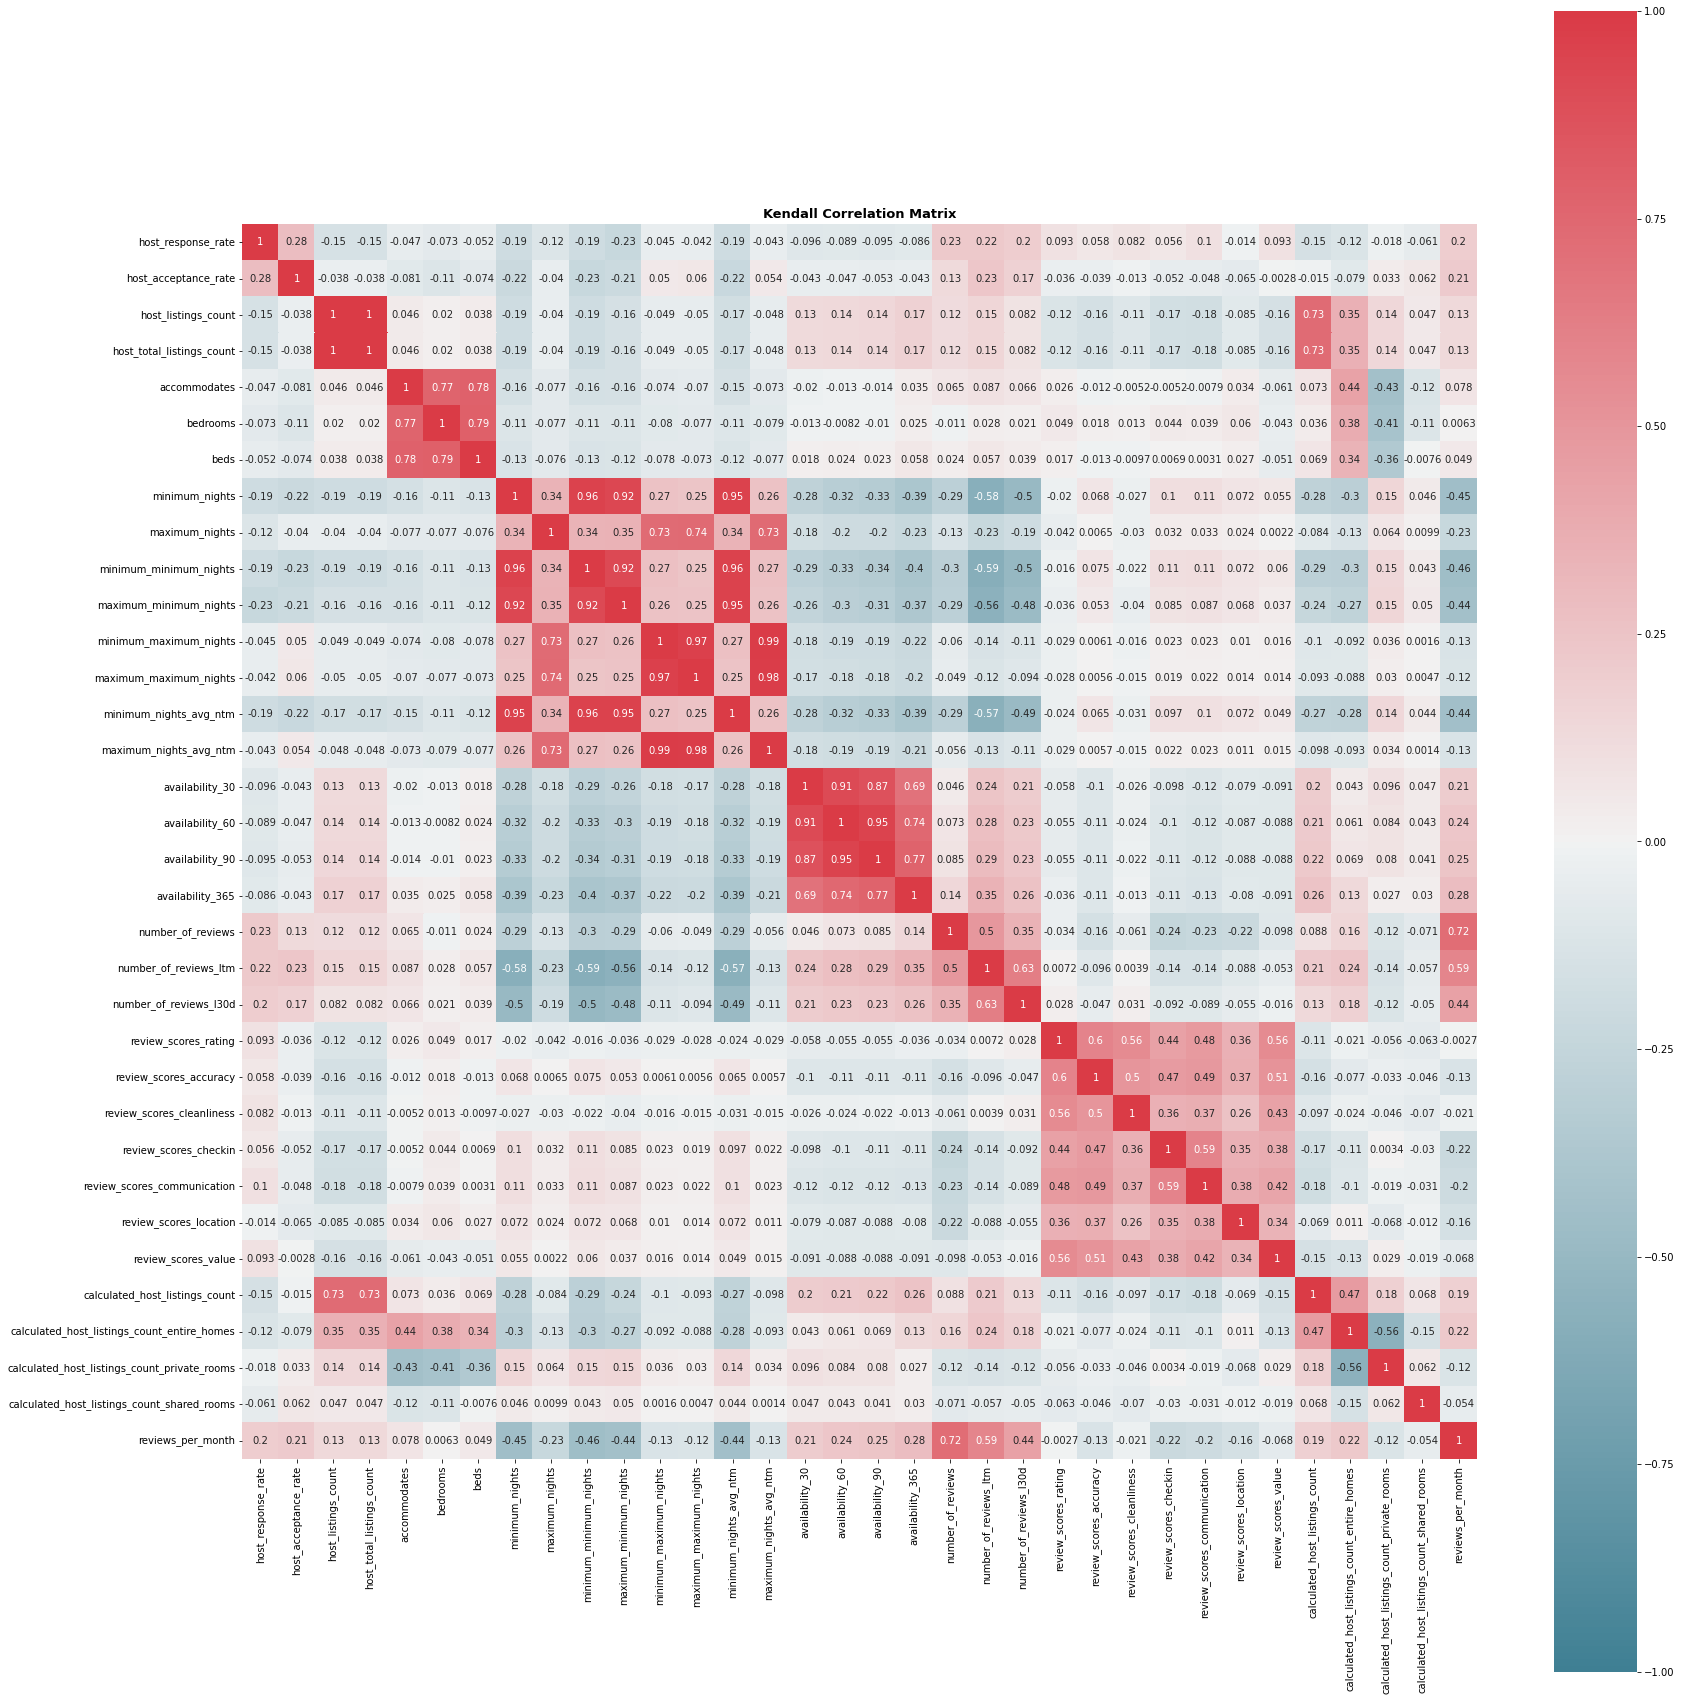 Kendall Correlation Matrix
host_response_rate 1 0.28 -0.15 -0.15 -0.047 -0.073 -0.052 -0.19 -0.12 -0.19 -0.23 -0.045 -0.042 -0.19 -0.043 -0.096 -0.089 -0.095 -0.086 0.23 0.22 0.2 0.093 0.058 0.082 0.056 0.1 -0.014 0.093 -0.15 -0.12 -0.018 -0.061 0.2
host_acceptance_rate 0.28 1 -0.038 -0.038 -0.081 -0.11 -0.074 -0.22 -0.04 -0.23 -0.21 0.05 0.06 -0.22 0.054 -0.043 -0.047 -0.053 -0.043 0.13 0.23 0.17 -0.036 -0.039 -0.013 -0.052 -0.048 -0.065 -0.0028 -0.015 -0.079 0.033 0.062 0.21
host_listings_count -0.15 -0.038 1 1 0.046 0.02 0.038 -0.19 -0.04 -0.19 -0.16 -0.049 -0.05 -0.17 -0.048 0.13 0.14 0.14 0.17 0.12 0.15 0.082 -0.12 -0.16 -0.11 -0.17 -0.18 -0.085 -0.16 0.73 0.35 0.14 0.047 0.13
host_total_listings_count -0.15 -0.038 1 1 0.046 0.02 0.038 -0.19 -0.04 -0.19 -0.16 -0.049 -0.05 -0.17 -0.048 0.13 0.14 0.14 0.17 0.12 0.15 0.082 -0.12 -0.16 -0.11 -0.17 -0.18 -0.085 -0.16 0.73 0.35 0.14 0.047 0.13
accommodates -0.047 -0.081 0.046 0.046 1 0.77 0.78 -0.16 -0.077 -0.16 -0.16 -0.074 -0.07 -0.15 -0.073 -0.02 -0.013 -0.014 0.035 0.065 0.087 0.066 0.026 -0.012 -0.0052 -0.0052 -0.0079 0.034 -0.061 0.073 0.44 -0.43 -0.12 0.078
bedrooms -0.073 -0.11 0.02 0.02 0.77 1 0.79 -0.11 -0.077 -0.11 -0.11 -0.08 -0.077 -0.11 -0.079 -0.013 -0.0082 -0.01 0.025 -0.011 0.028 0.021 0.049 0.018 0.013 0.044 0.039 0.06 -0.043 0.036 0.38 -0.41 -0.11 0.0063
beds -0.052 -0.074 0.038 0.038 0.78 0.79 1 -0.13 -0.076 -0.13 -0.12 -0.078 -0.073 -0.12 -0.077 0.018 0.024 0.023 0.058 0.024 0.057 0.039 0.017 -0.013 -0.0097 0.0069 0.0031 0.027 -0.051 0.069 0.34 -0.36 -0.0076 0.049
minimum_nights -0.19 -0.22 -0.19 -0.19 -0.16 -0.11 -0.13 1 0.34 0.96 0.92 0.27 0.25 0.95 0.26 -0.28 -0.32 -0.33 -0.39 -0.29 -0.58 -0.5 -0.02 0.068 -0.027 0.1 0.11 0.072 0.055 -0.28 -0.3 0.15 0.046 -0.45
maximum_nights -0.12 -0.04 -0.04 -0.04 -0.077 -0.077 -0.076 0.34 1 0.34 0.35 0.73 0.74 0.34 0.73 -0.18 -0.2 -0.2 -0.23 -0.13 -0.23 -0.19 -0.042 0.0065 -0.03 0.032 0.033 0.024 0.0022 -0.084 -0.13 0.064 0.0099 -0.23
minimum_minimum_nights -0.19 -0.23 -0.19 -0.19 -0.16 -0.11 -0.13 0.96 0.34 1 0.92 0.27 0.25 0.96 0.27 -0.29 -0.33 -0.34 -0.4 -0.3 -0.59 -0.5 -0.016 0.075 -0.022 0.11 0.11 0.072 0.06 -0.29 -0.3 0.15 0.043 -0.46
maximum_minimum_nights -0.23 -0.21 -0.16 -0.16 -0.16 -0.11 -0.12 0.92 0.35 0.92 1 0.26 0.25 0.95 0.26 -0.26 -0.3 -0.31 -0.37 -0.29 -0.56 -0.48 -0.036 0.053 -0.04 0.085 0.087 0.068 0.037 -0.24 -0.27 0.15 0.05 -0.44
minimum_maximum_nights -0.045 0.05 -0.049 -0.049 -0.074 -0.08 -0.078 0.27 0.73 0.27 0.26 1 0.97 0.27 0.99 -0.18 -0.19 -0.19 -0.22 -0.06 -0.14 -0.11 -0.029 0.0061 -0.016 0.023 0.023 0.01 0.016 -0.1 -0.092 0.036 0.0016 -0.13
maximum_maximum_nights -0.042 0.06 -0.05 -0.05 -0.07 -0.077 -0.073 0.25 0.74 0.25 0.25 0.97 1 0.25 0.98 -0.17 -0.18 -0.18 -0.2 -0.049 -0.12 -0.094 -0.028 0.0056 -0.015 0.019 0.022 0.014 0.014 -0.093 -0.088 0.03 0.0047 -0.12
minimum_nights_avg_ntm -0.19 -0.22 -0.17 -0.17 -0.15 -0.11 -0.12 0.95 0.34 0.96 0.95 0.27 0.25 1 0.26 -0.28 -0.32 -0.33 -0.39 -0.29 -0.57 -0.49 -0.024 0.065 -0.031 0.097 0.1 0.072 0.049 -0.27 -0.28 0.14 0.044 -0.44
maximum_nights_avg_ntm -0.043 0.054 -0.048 -0.048 -0.073 -0.079 -0.077 0.26 0.73 0.27 0.26 0.99 0.98 0.26 1 -0.18 -0.19 -0.19 -0.21 -0.056 -0.13 -0.11 -0.029 0.0057 -0.015 0.022 0.023 0.011 0.015 -0.098 -0.093 0.034 0.0014 -0.13
availability_30 -0.096 -0.043 0.13 0.13 -0.02 -0.013 0.018 -0.28 -0.18 -0.29 -0.26 -0.18 -0.17 -0.28 -0.18 1 0.91 0.87 0.69 0.046 0.24 0.21 -0.058 -0.1 -0.026 -0.098 -0.12 -0.079 -0.091 0.2 0.043 0.096 0.047 0.21
availability_60 -0.089 -0.047 0.14 0.14 -0.013 -0.0082 0.024 -0.32 -0.2 -0.33 -0.3 -0.19 -0.18 -0.32 -0.19 0.91 1 0.95 0.74 0.073 0.28 0.23 -0.055 -0.11 -0.024 -0.1 -0.12 -0.087 -0.088 0.21 0.061 0.084 0.043 0.24
availability_90 -0.095 -0.053 0.14 0.14 -0.014 -0.01 0.023 -0.33 -0.2 -0.34 -0.31 -0.19 -0.18 -0.33 -0.19 0.87 0.95 1 0.77 0.085 0.29 0.23 -0.055 -0.11 -0.022 -0.11 -0.12 -0.088 -0.088 0.22 0.069 0.08 0.041 0.25
availability_365 -0.086 -0.043 0.17 0.17 0.035 0.025 0.058 -0.39 -0.23 -0.4 -0.37 -0.22 -0.2 -0.39 -0.21 0.69 0.74 0.77 1 0.14 0.35 0.26 -0.036 -0.11 -0.013 -0.11 -0.13 -0.08 -0.091 0.26 0.13 0.027 0.03 0.28
number_of_reviews 0.23 0.13 0.12 0.12 0.065 -0.011 0.024 -0.29 -0.13 -0.3 -0.29 -0.06 -0.049 -0.29 -0.056 0.046 0.073 0.085 0.14 1 0.5 0.35 -0.034 -0.16 -0.061 -0.24 -0.23 -0.22 -0.098 0.088 0.16 -0.12 -0.071 0.72
number_of_reviews_ltm 0.22 0.23 0.15 0.15 0.087 0.028 0.057 -0.58 -0.23 -0.59 -0.56 -0.14 -0.12 -0.57 -0.13 0.24 0.28 0.29 0.35 0.5 1 0.63 0.0072 -0.096 0.0039 -0.14 -0.14 -0.088 -0.053 0.21 0.24 -0.14 -0.057 0.59
number_of_reviews_l30d 0.2 0.17 0.082 0.082 0.066 0.021 0.039 -0.5 -0.19 -0.5 -0.48 -0.11 -0.094 -0.49 -0.11 0.21 0.23 0.23 0.26 0.35 0.63 1 0.028 -0.047 0.031 -0.092 -0.089 -0.055 -0.016 0.13 0.18 -0.12 -0.05 0.44
review_scores_rating 0.093 -0.036 -0.12 -0.12 0.026 0.049 0.017 -0.02 -0.042 -0.016 -0.036 -0.029 -0.028 -0.024 -0.029 -0.058 -0.055 -0.055 -0.036 -0.034 0.0072 0.028 1 0.6 0.56 0.44 0.48 0.36 0.56 -0.11 -0.021 -0.056 -0.063 -0.0027
review_scores_accuracy 0.058 -0.039 -0.16 -0.16 -0.012 0.018 -0.013 0.068 0.0065 0.075 0.053 0.0061 0.0056 0.065 0.0057 -0.1 -0.11 -0.11 -0.11 -0.16 -0.096 -0.047 0.6 1 0.5 0.47 0.49 0.37 0.51 -0.16 -0.077 -0.033 -0.046 -0.13
review_scores_cleanliness 0.082 -0.013 -0.11 -0.11 -0.0052 0.013 -0.0097 -0.027 -0.03 -0.022 -0.04 -0.016 -0.015 -0.031 -0.015 -0.026 -0.024 -0.022 -0.013 -0.061 0.0039 0.031 0.56 0.5 1 0.36 0.37 0.26 0.43 -0.097 -0.024 -0.046 -0.07 -0.021
review_scores_checkin 0.056 -0.052 -0.17 -0.17 -0.0052 0.044 0.0069 0.1 0.032 0.11 0.085 0.023 0.019 0.097 0.022 -0.098 -0.1 -0.11 -0.11 -0.24 -0.14 -0.092 0.44 0.47 0.36 1 0.59 0.35 0.38 -0.17 -0.11 0.0034 -0.03 -0.22
review_scores_communication 0.1 -0.048 -0.18 -0.18 -0.0079 0.039 0.0031 0.11 0.033 0.11 0.087 0.023 0.022 0.1 0.023 -0.12 -0.12 -0.12 -0.13 -0.23 -0.14 -0.089 0.48 0.49 0.37 0.59 1 0.38 0.42 -0.18 -0.1 -0.019 -0.031 -0.2
review_scores_location -0.014 -0.065 -0.085 -0.085 0.034 0.06 0.027 0.072 0.024 0.072 0.068 0.01 0.014 0.072 0.011 -0.079 -0.087 -0.088 -0.08 -0.22 -0.088 -0.055 0.36 0.37 0.26 0.35 0.38 1 0.34 -0.069 0.011 -0.068 -0.012 -0.16
review_scores_value 0.093 -0.0028 -0.16 -0.16 -0.061 -0.043 -0.051 0.055 0.0022 0.06 0.037 0.016 0.014 0.049 0.015 -0.091 -0.088 -0.088 -0.091 -0.098 -0.053 -0.016 0.56 0.51 0.43 0.38 0.42 0.34 1 -0.15 -0.13 0.029 -0.019 -0.068
calculated_host_listings_count -0.15 -0.015 0.73 0.73 0.073 0.036 0.069 -0.28 -0.084 -0.29 -0.24 -0.1 -0.093 -0.27 -0.098 0.2 0.21 0.22 0.26 0.088 0.21 0.13 -0.11 -0.16 -0.097 -0.17 -0.18 -0.069 -0.15 1 0.47 0.18 0.068 0.19
calculated_host_listings_count_entire_homes -0.12 -0.079 0.35 0.35 0.44 0.38 0.34 -0.3 -0.13 -0.3 -0.27 -0.092 -0.088 -0.28 -0.093 0.043 0.061 0.069 0.13 0.16 0.24 0.18 -0.021 -0.077 -0.024 -0.11 -0.1 0.011 -0.13 0.47 1 -0.56 -0.15 0.22
calculated_host_listings_count_private_rooms -0.018 0.033 0.14 0.14 -0.43 -0.41 -0.36 0.15 0.064 0.15 0.15 0.036 0.03 0.14 0.034 0.096 0.084 0.08 0.027 -0.12 -0.14 -0.12 -0.056 -0.033 -0.046 0.0034 -0.019 -0.068 0.029 0.18 -0.56 1 0.062 -0.12
calculated_host_listings_count_shared_rooms -0.061 0.062 0.047 0.047 -0.12 -0.11 -0.0076 0.046 0.0099 0.043 0.05 0.0016 0.0047 0.044 0.0014 0.047 0.043 0.041 0.03 -0.071 -0.057 -0.05 -0.063 -0.046 -0.07 -0.03 -0.031 -0.012 -0.019 0.068 -0.15 0.062 1 -0.054
reviews_per_month 0.2 0.21 0.13 0.13 0.078 0.0063 0.049 -0.45 -0.23 -0.46 -0.44 -0.13 -0.12 -0.44 -0.13 0.21 0.24 0.25 0.28 0.72 0.59 0.44 -0.0027 -0.13 -0.021 -0.22 -0.2 -0.16 -0.068 0.19 0.22 -0.12 -0.054 1
host_response_rate
host_acceptance_rate
host_listings_count
host_total_listings_count
accommodates
bedrooms
beds
minimum_nights
maximum_nights
minimum_minimum_nights
maximum_minimum_nights
minimum_maximum_nights
maximum_maximum_nights
minimum_nights_avg_ntm
maximum_nights_avg_ntm
availability_30
availability_60
availability_90
availability_365
number_of_reviews
number_of_reviews_ltm
number_of_reviews_l30d
review_scores_rating
review_scores_accuracy
review_scores_cleanliness
review_scores_checkin
review_scores_communication
review_scores_location
review_scores_value
calculated_host_listings_count
calculated_host_listings_count_entire_homes
calculated_host_listings_count_private_rooms
calculated_host_listings_count_shared_rooms
reviews_per_month
1.00
0.75
0.50
0.25
0.00
−0.25
−0.50
−0.75
−1.00